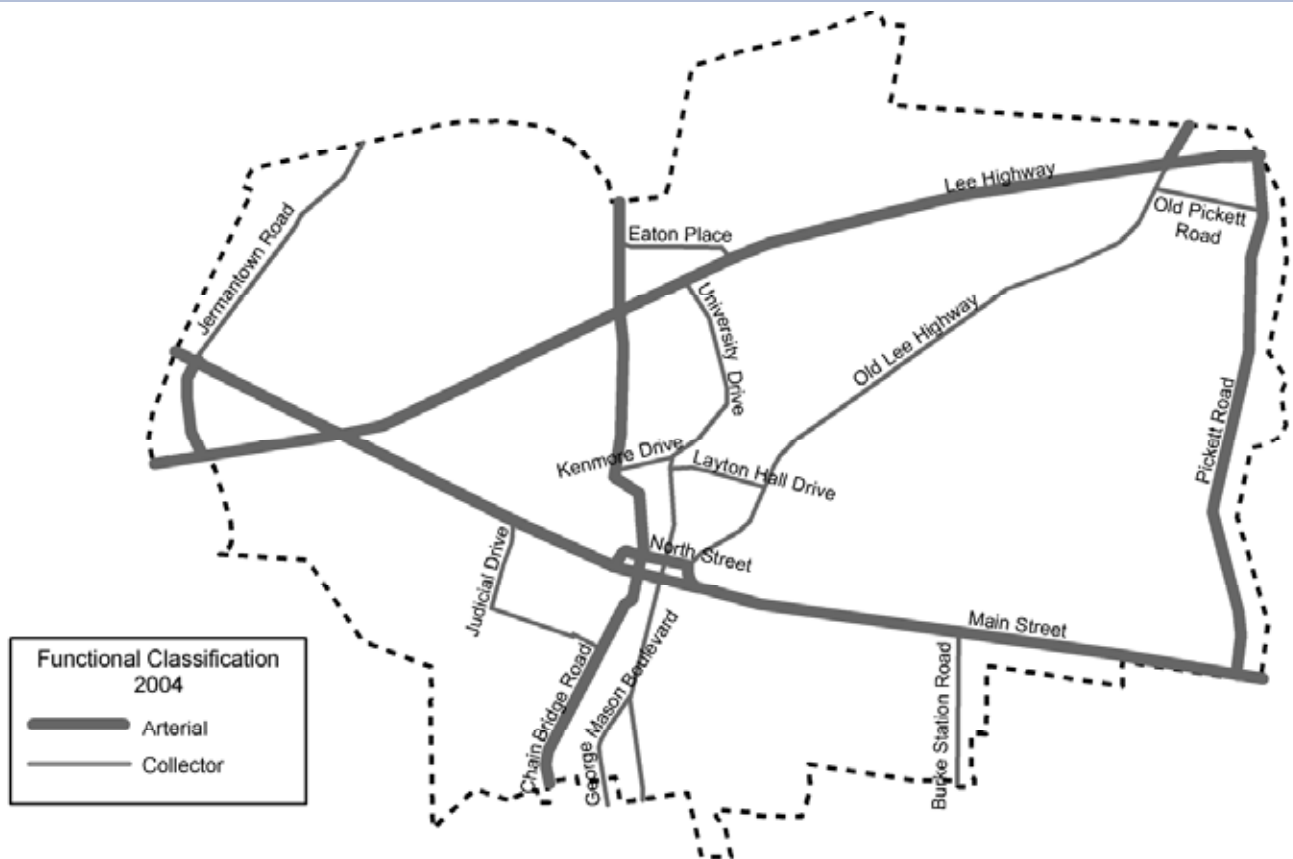 Lee Highway
Old Pickett
Road
Eaton Place
Jermantown Road
University Drive
Old Lee Highway
Pickett Road
Kenmore Drive
Layton Hall Drive
North Street
Judicial Drive
Main Street
Chain Bridge Road
George Mason Boulevard
Burke Station Road
Functional Classification
2004
Arterial
Collector